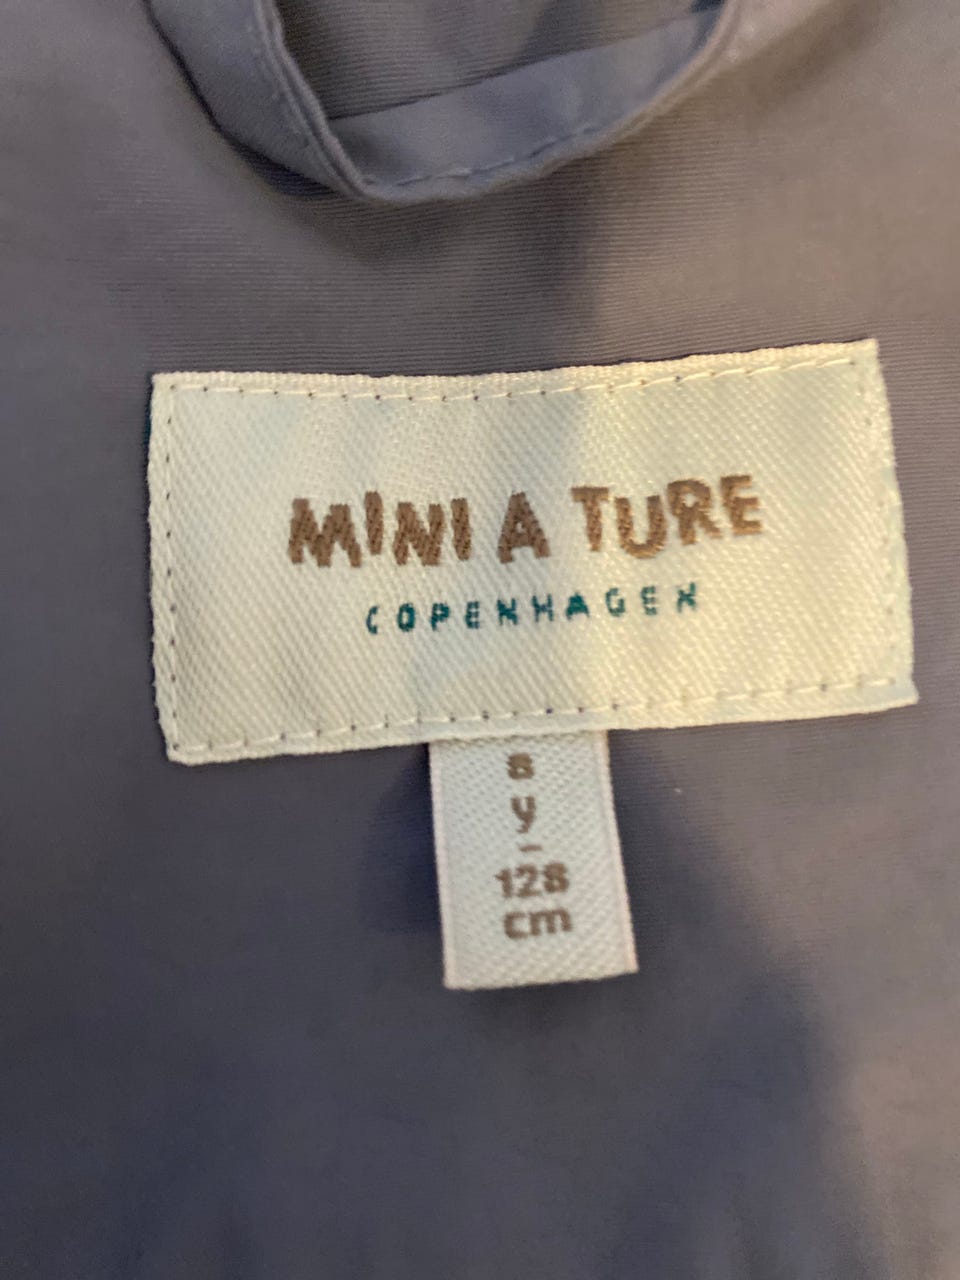 MINI A TURE
COPENHAGEN
8
y
-
128
cm